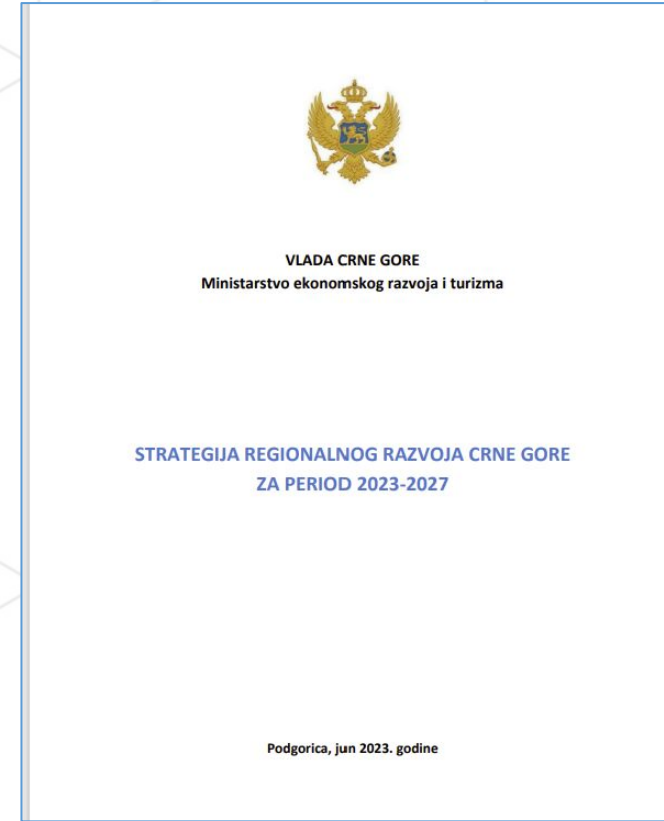 VLADA CRNE GORE
Ministarstvo ekonomskog razvoja i turizma
STRATEGIJA REGIONALNOG RAZVOJA CRNE GORE
ZA PERIOD 2023-2027
Podgorica, jun 2023. godine